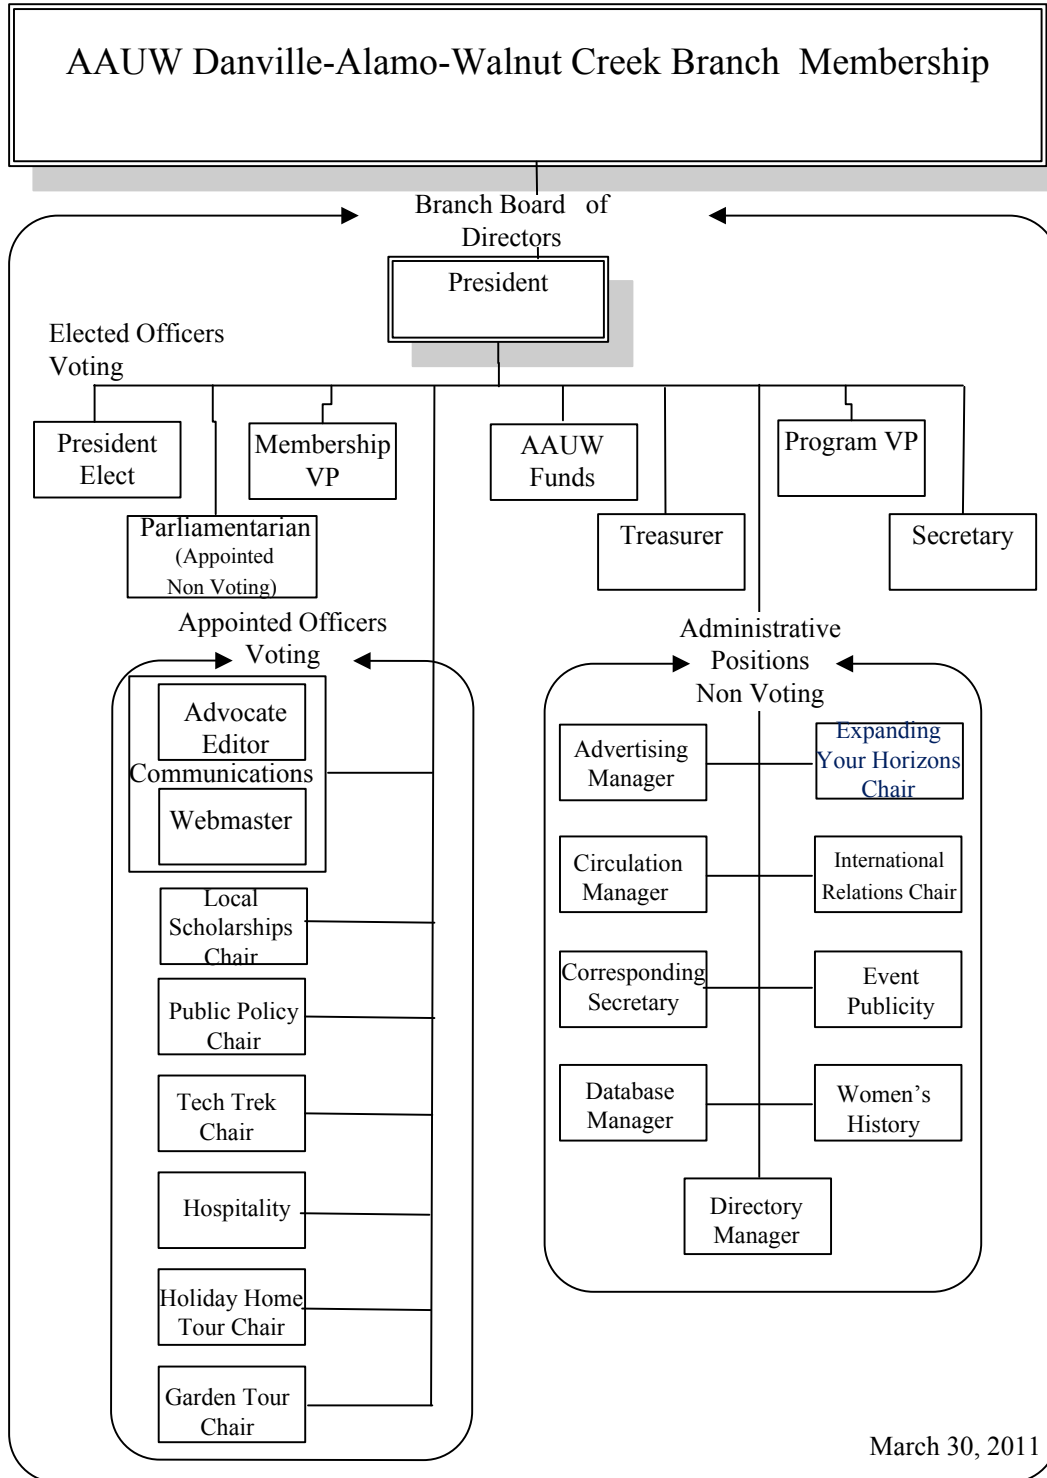 AAUW Danville-Alamo-Walnut Creek Branch Membership
Branch Board of
Directors
President
Elected Officers
Voting
President
Elect
Membership
VP
AAUW
Funds
Program VP
Parliamentarian
(Appointed
Non Voting)
Treasurer
Secretary
Appointed Officers
Voting
Advocate
Editor
Communications
Webmaster
Local
Scholarships
Chair
Public Policy
Chair
Tech Trek
Chair
Hospitality
Holiday Home
Tour Chair
Garden Tour
Chair
Administrative
Positions
Non Voting
Advertising
Manager
Expanding
Your Horizons
Chair
Circulation
Manager
International
Relations Chair
Corresponding
Secretary
Event
Publicity
Database
Manager
Women's
History
Directory
Manager
March 30, 2011